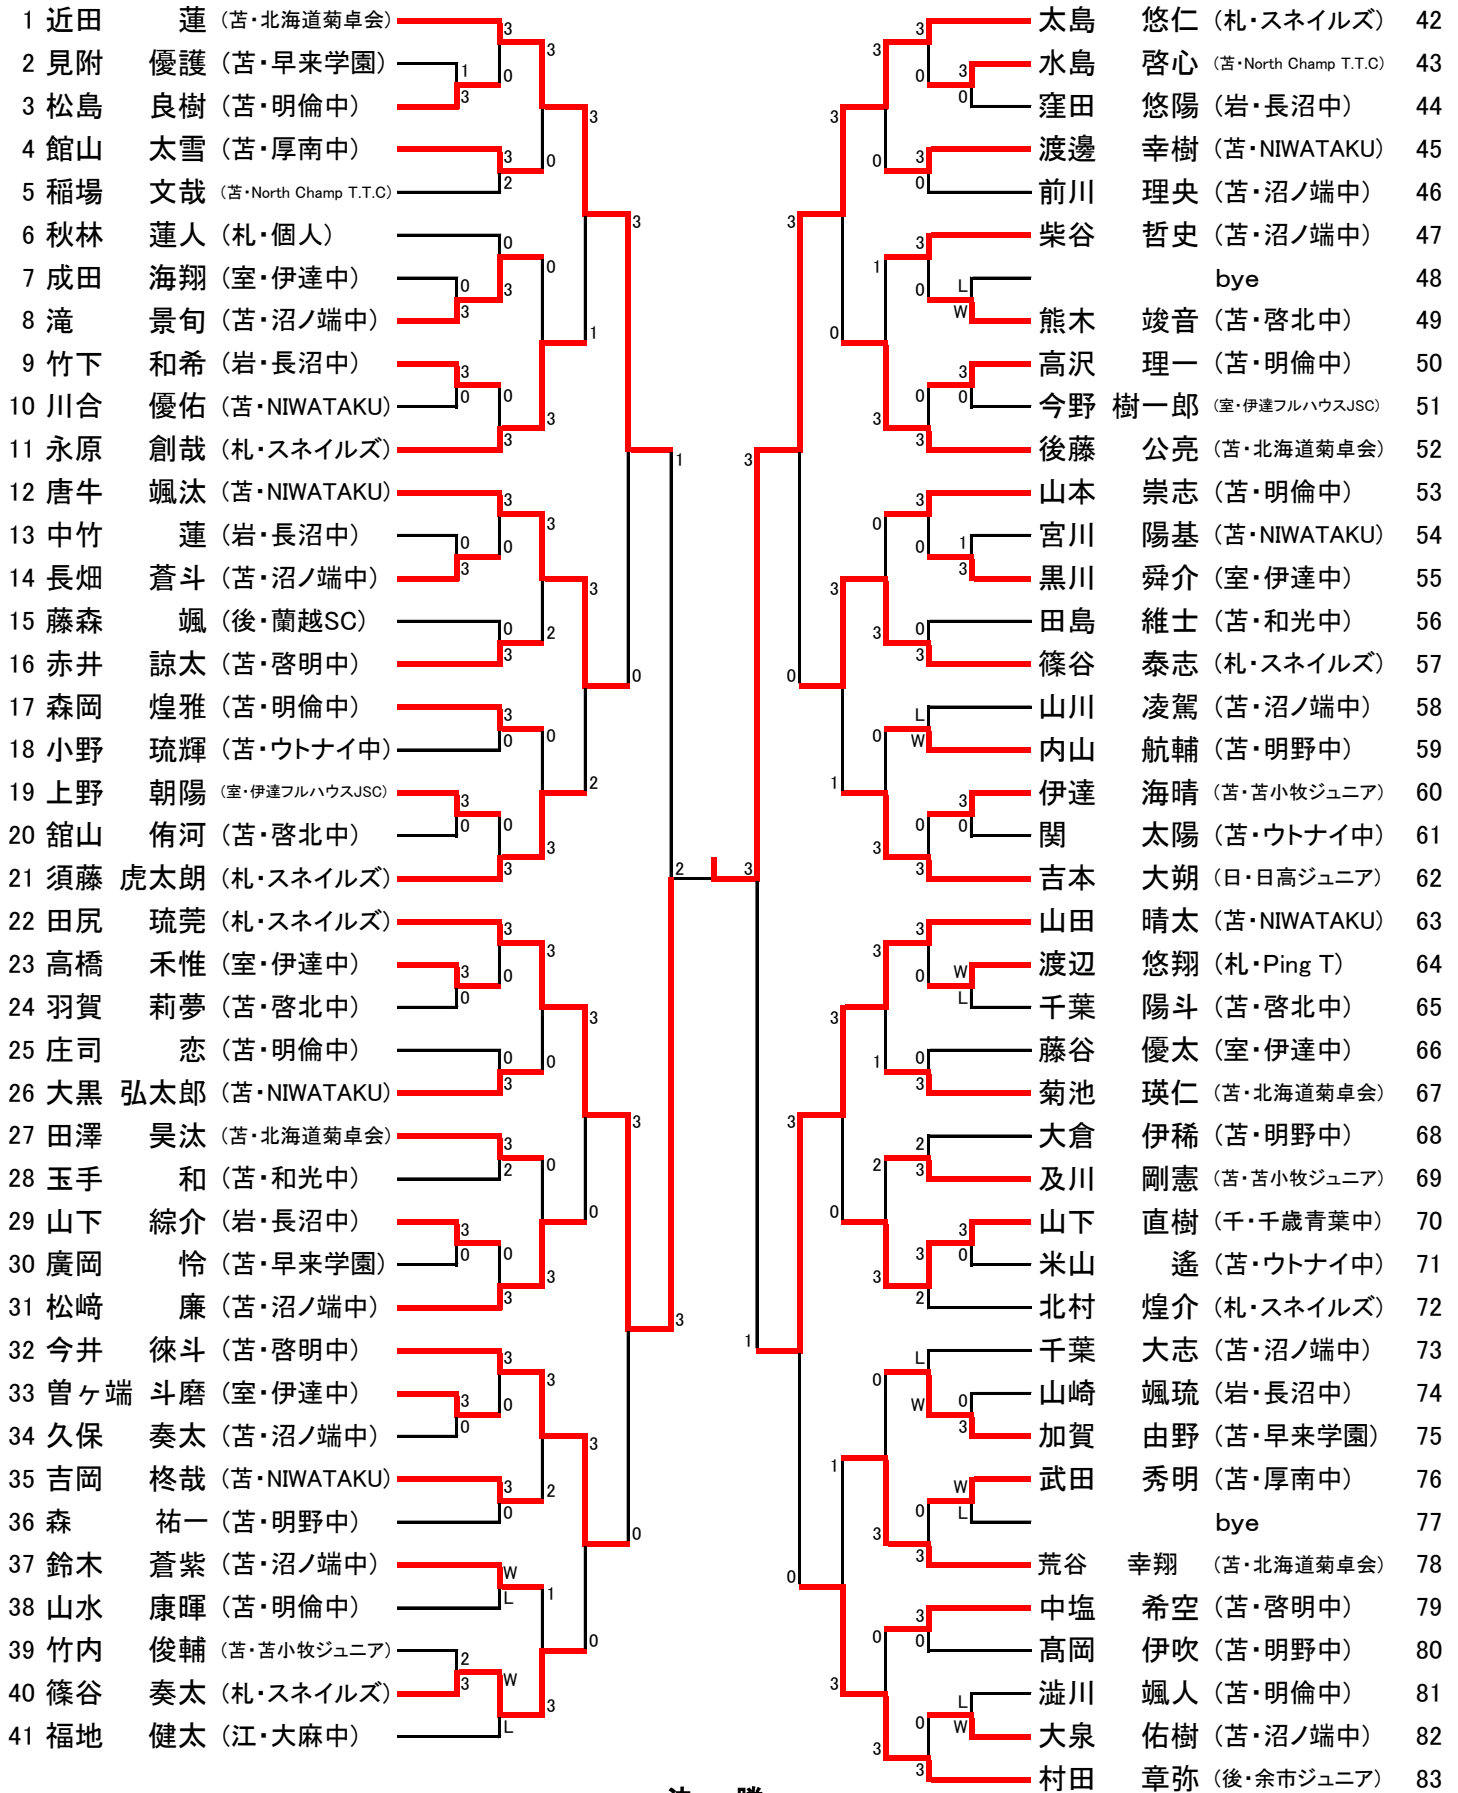 1 近田 蓮 (苫・北海道菊卓会)
2 見附 優護 (苫・早来学園)
3 松島 良樹 (苫・明倫中)
4 館山 太雪 (苫・厚南中)
5 稲場 文哉 (苫・North Champ T.T.C)
6 秋林 蓮人 (札・個人)
7 成田 海翔 (室・伊達中)
8 滝 景旬 (苫・沼ノ端中)
9 竹下 和希 (岩・長沼中)
10 川合 優佑 (苫・NIWATAKU)
11 永原 創哉 (札・スネイルズ)
12 唐牛 颯汰 (苫・NIWATAKU)
13 中竹 蓮 (岩・長沼中)
14 長畑 蒼斗 (苫・沼ノ端中)
15 藤森 颯 (後・蘭越SC)
16 赤井 諒太 (苫・啓明中)
17 森岡 煌雅 (苫・明倫中)
18 小野 琉輝 (苫・ウトナイ中)
19 上野 朝陽 (室・伊達フルハウスJSC)
20 舘山 侑河 (苫・啓北中)
21 須藤 虎太朗 (札・スネイルズ)
22 田尻 琉莞 (札・スネイルズ)
23 高橋 禾惟 (室・伊達中)
24 羽賀 莉夢 (苫・啓北中)
25 庄司 恋 (苫・明倫中)
26 大黒 弘太郎 (苫・NIWATAKU)
27 田澤 昊汰 (苫・北海道菊卓会)
28 玉手 和 (苫・和光中)
29 山下 綜介 (岩・長沼中)
30 廣岡 怜 (苫・早来学園)
31 松﨑 廉 (苫・沼ノ端中)
32 今井 徠斗 (苫・啓明中)
33 曽ヶ端 斗磨 (室・伊達中)
34 久保 奏太 (苫・沼ノ端中)
35 吉岡 柊哉 (苫・NIWATAKU)
36 森 祐一 (苫・明野中)
37 鈴木 蒼紫 (苫・沼ノ端中)
38 山水 康暉 (苫・明倫中)
39 竹内 俊輔 (苫・苫小牧ジュニア)
40 篠谷 奏太 (札・スネイルズ)
41 福地 健太 (江・大麻中)
太島 悠仁 (札・スネイルズ) 42
水島 啓心 (苫・North Champ T.T.C) 43
窪田 悠陽 (岩・長沼中) 44
渡邊 幸樹 (苫・NIWATAKU) 45
前川 理央 (苫・沼ノ端中) 46
柴谷 哲史 (苫・沼ノ端中) 47
bye 48
熊木 竣音 (苫・啓北中) 49
高沢 理一 (苫・明倫中) 50
今野 樹一郎 (室・伊達フルハウスJSC) 51
後藤 公亮 (苫・北海道菊卓会) 52
山本 崇志 (苫・明倫中) 53
宮川 陽基 (苫・NIWATAKU) 54
黒川 舜介 (室・伊達中) 55
田島 維士 (苫・和光中) 56
篠谷 泰志 (札・スネイルズ) 57
山川 凌駕 (苫・沼ノ端中) 58
内山 航輔 (苫・明野中) 59
伊達 海晴 (苫・苫小牧ジュニア) 60
関 太陽 (苫・ウトナイ中) 61
吉本 大朔 (日・日高ジュニア) 62
山田 晴太 (苫・NIWATAKU) 63
渡辺 悠翔 (札・Ping T) 64
千葉 陽斗 (苫・啓北中) 65
藤谷 優太 (室・伊達中) 66
菊池 瑛仁 (苫・北海道菊卓会) 67
大倉 伊稀 (苫・明野中) 68
及川 剛憲 (苫・苫小牧ジュニア) 69
山下 直樹 (千・千歳青葉中) 70
米山 遙 (苫・ウトナイ中) 71
北村 煌介 (札・スネイルズ) 72
千葉 大志 (苫・沼ノ端中) 73
山崎 颯琉 (岩・長沼中) 74
加賀 由野 (苫・早来学園) 75
武田 秀明 (苫・厚南中) 76
bye 77
荒谷 幸翔 (苫・北海道菊卓会) 78
中塩 希空 (苫・啓明中) 79
髙岡 伊吹 (苫・明野中) 80
澁川 颯人 (苫・明倫中) 81
大泉 佑樹 (苫・沼ノ端中) 82
村田 章弥 (後・余市ジュニア) 83